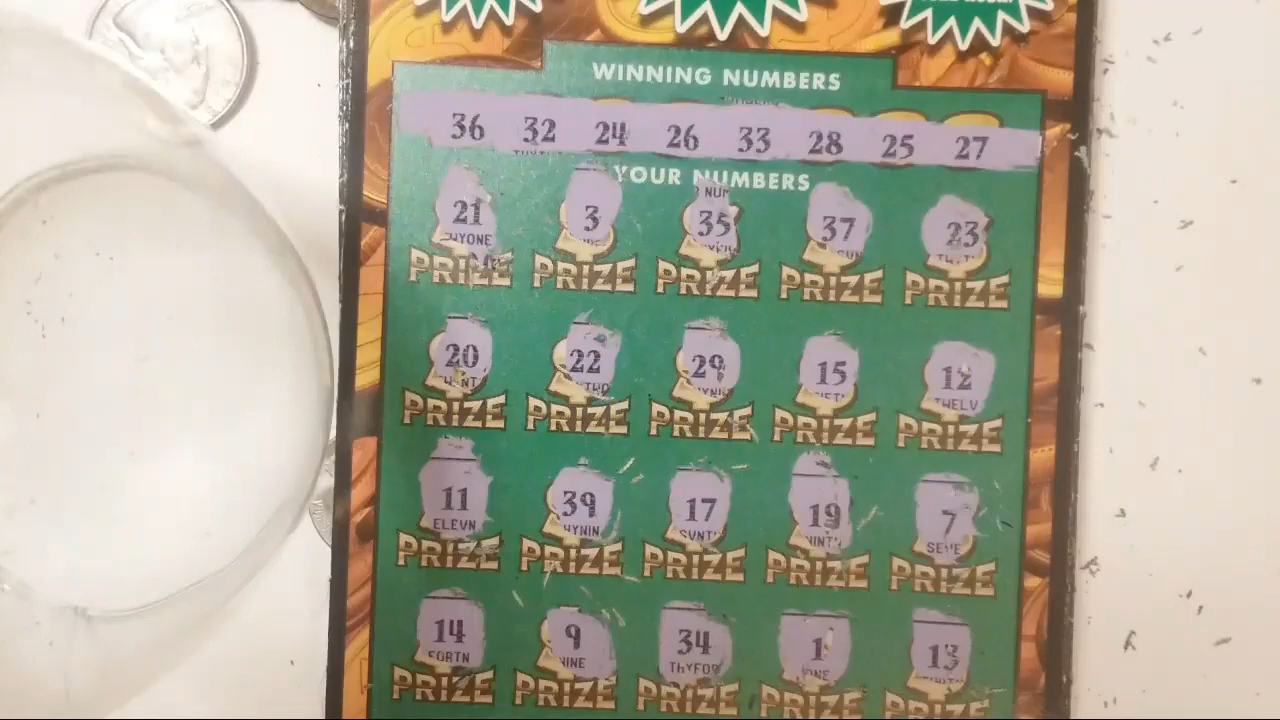 WINNING NUMBERS
36 32 24 26 33 28 25 27
YOUR NUMBERS
21 3 35 37 23
PRIZE PRIZE PRIZE PRIZE PRIZE
20 22 29 15 12
TWELV
PRIZE PRIZE PRIZE PRIZE PRIZE
11 39 17 19 7
ELEVN
PRIZE PRIZE PRIZE PRIZE PRIZE
14 9 34 1 13
THYFOR
PRIZE PRIZE PRIZE PRIZE PRIZE